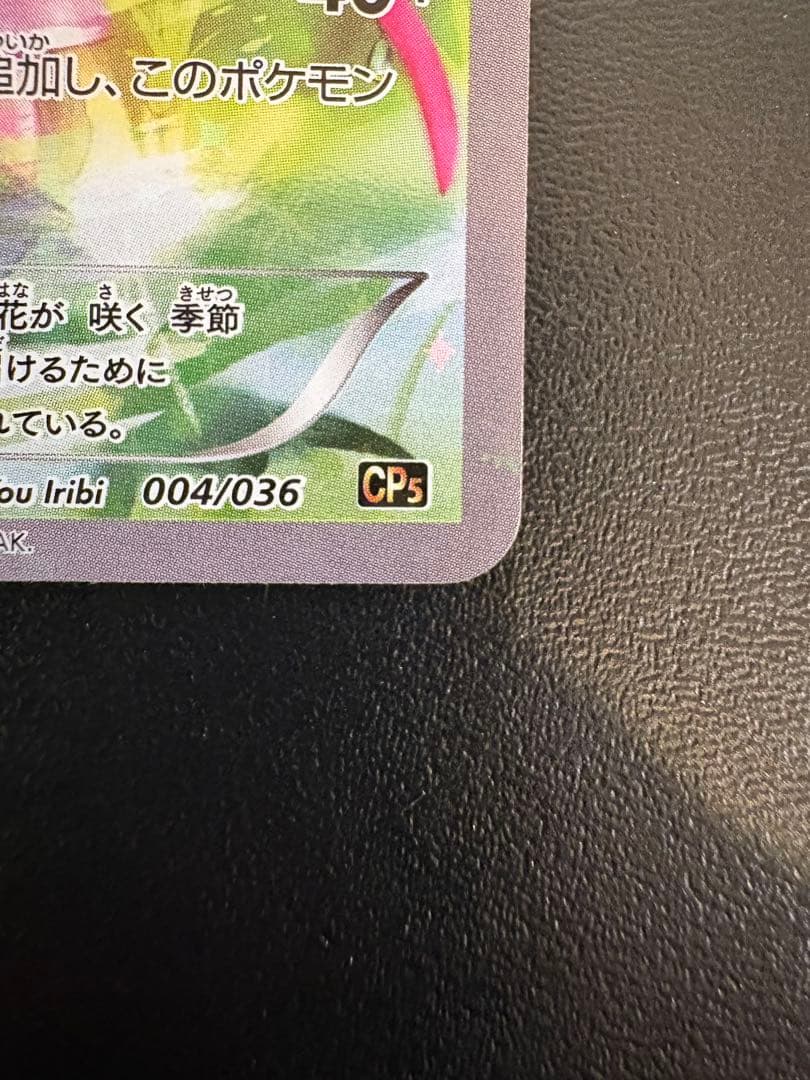 追加し、このポケモン
花が 咲く 季節
けるために
れている。
You Iribi 004/036 CP5
AK.